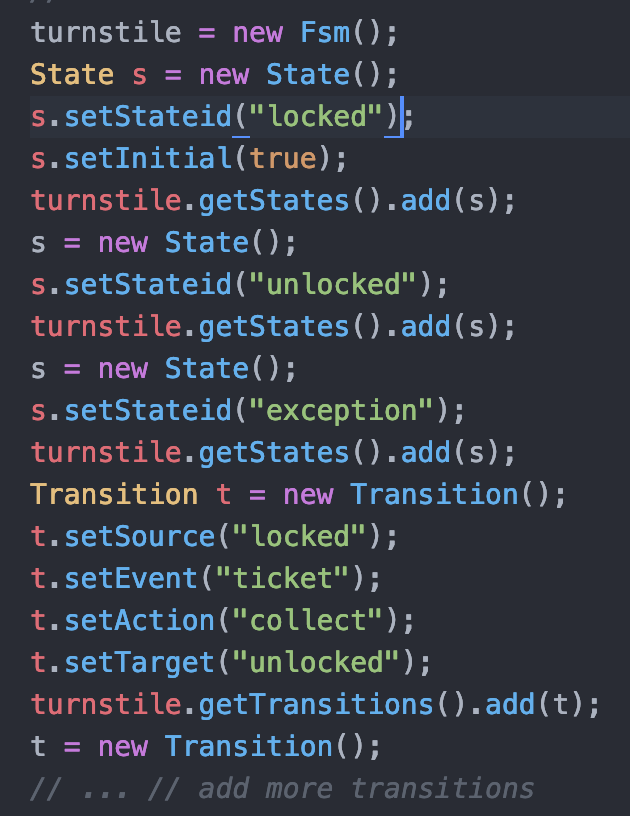 turnstile = new Fsm();
State s = new State();
s.setStateid("locked");
s.setInitial(true);
turnstile.getStates().add(s);
s = new State();
s.setStateid("unlocked");
turnstile.getStates().add(s);
s = new State();
s.setStateid("exception");
turnstile.getStates().add(s);
Transition t = new Transition();
t.setSource("locked");
t.setEvent("ticket");
t.setAction("collect");
t.setTarget("unlocked");
turnstile.getTransitions().add(t);
t = new Transition();
// ... // add more transitions